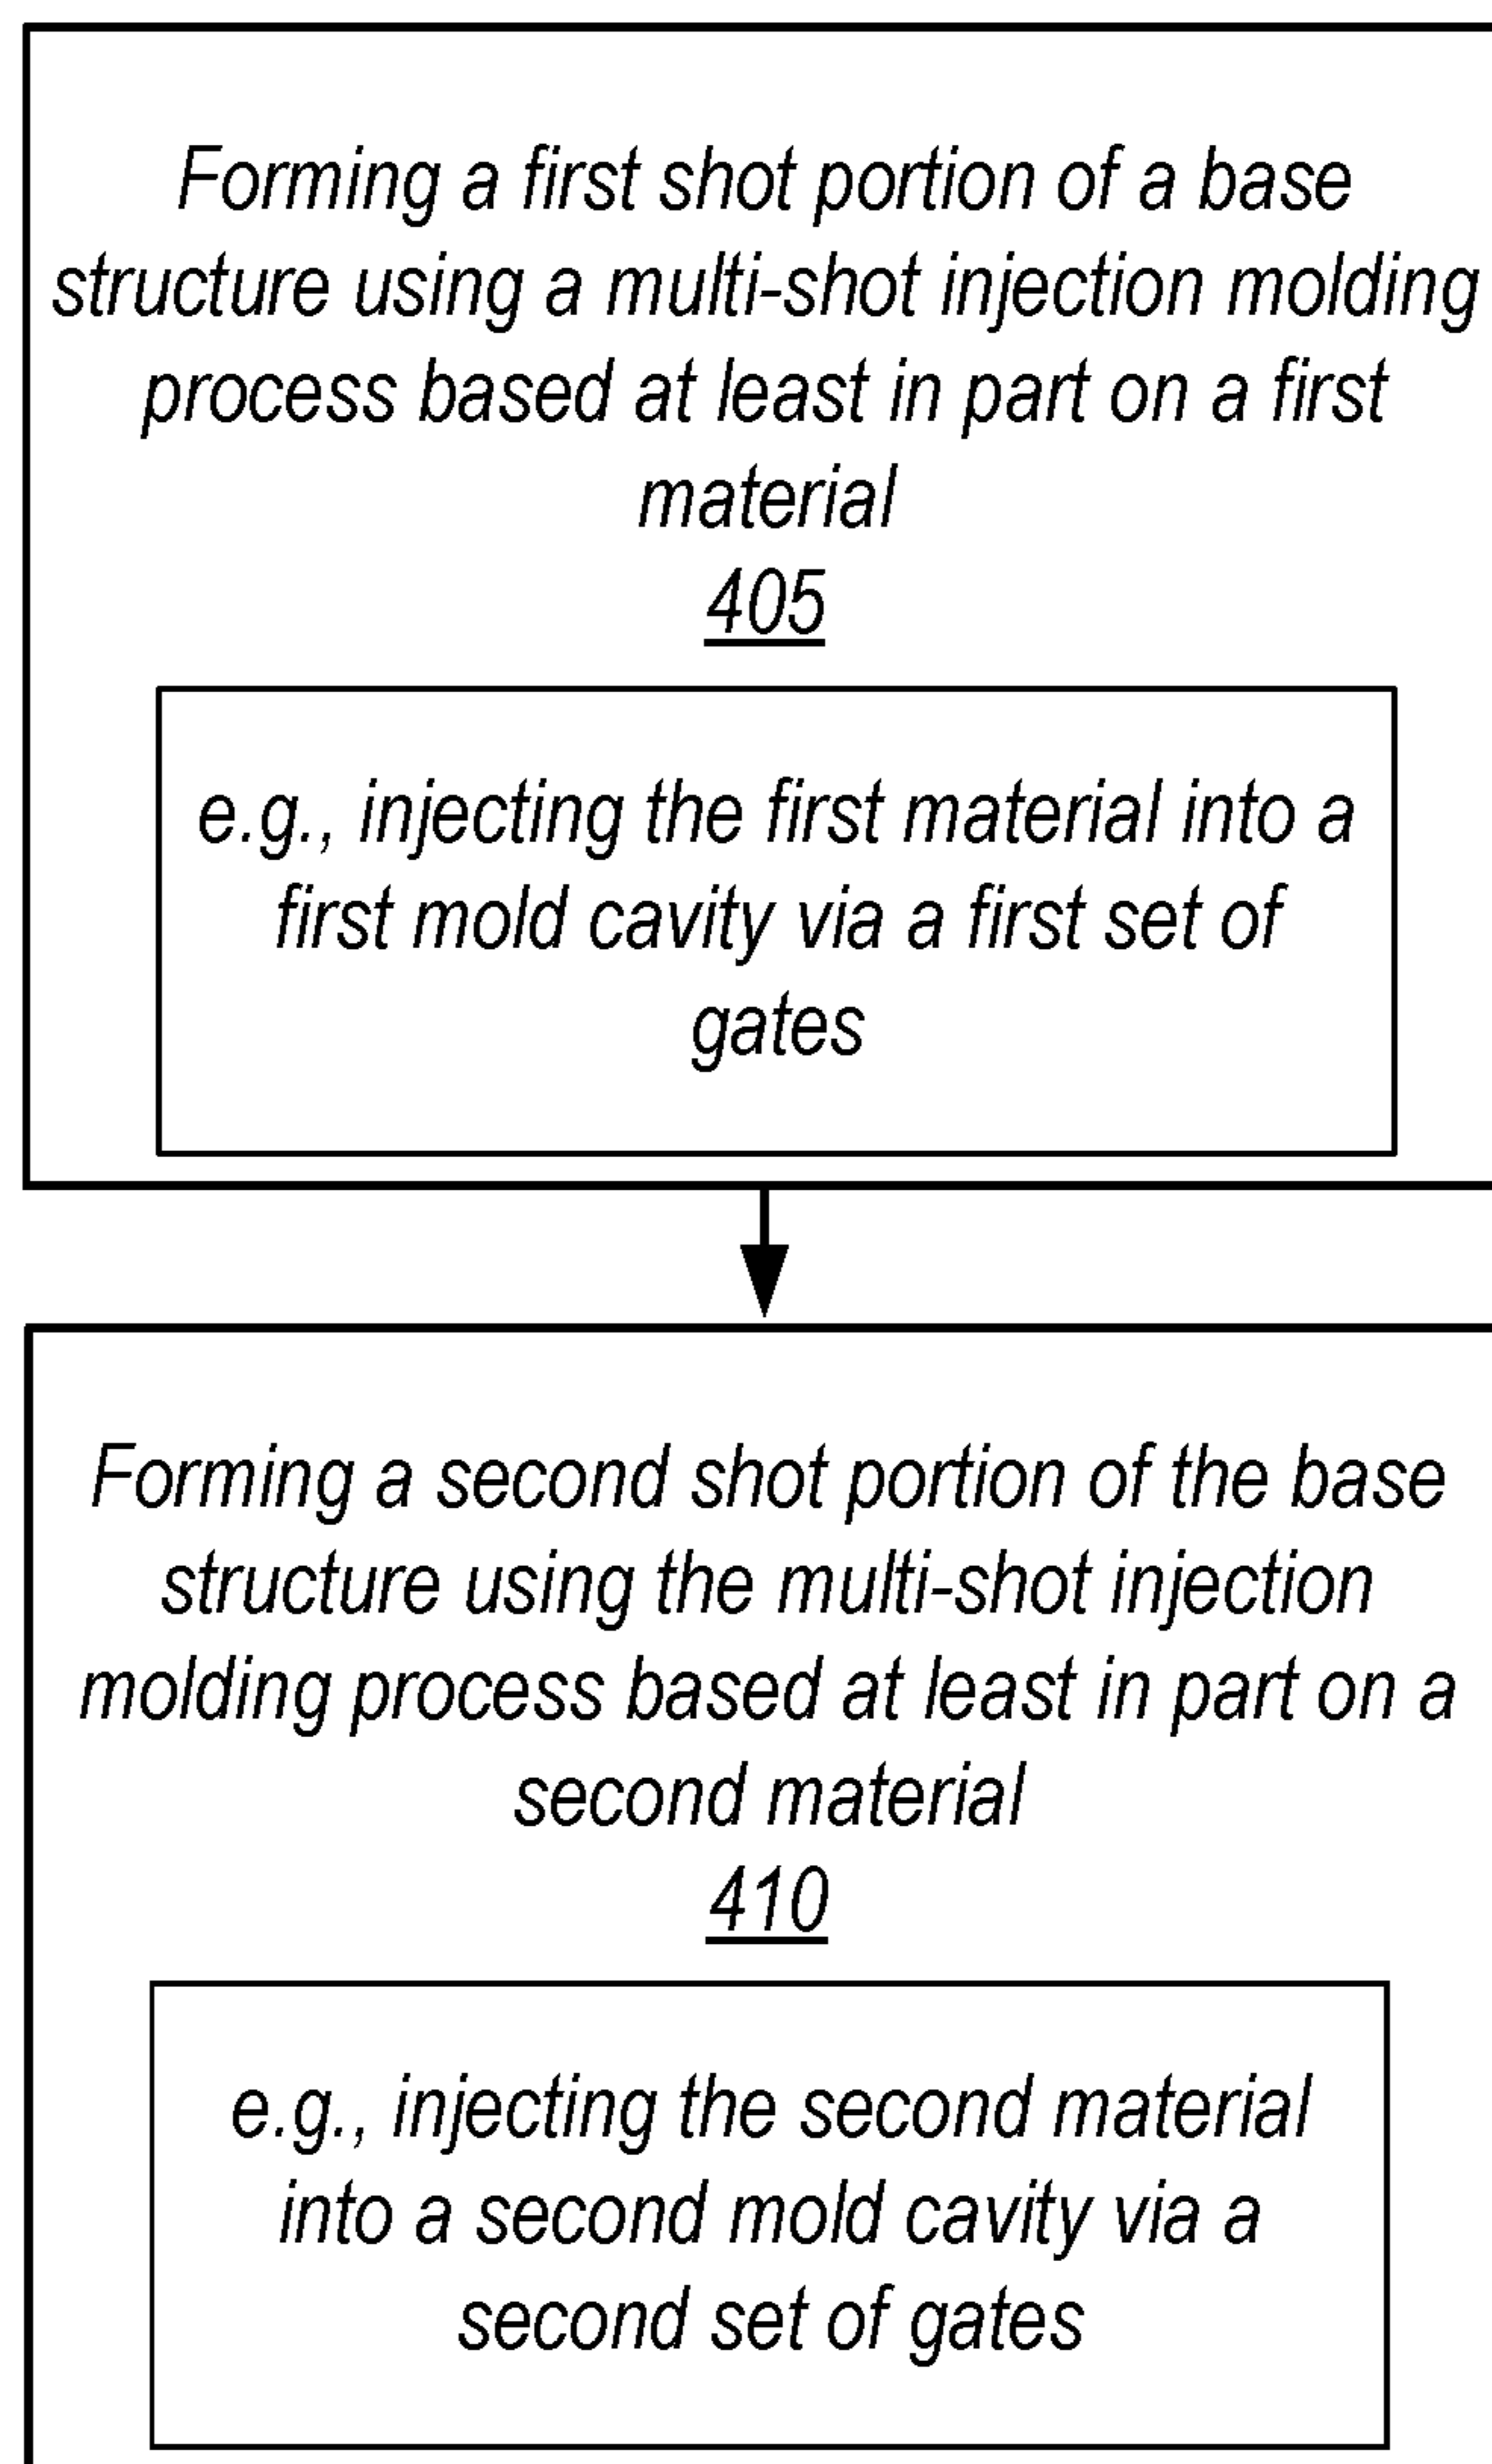 Forming a first shot portion of a base
structure using a multi-shot injection molding
process based at least in part on a first
material
405
e.g., injecting the first material into a
first mold cavity via a first set of
gates
Forming a second shot portion of the base
structure using the multi-shot injection
molding process based at least in part on a
second material
410
e.g., injecting the second material
into a second mold cavity via a
second set of gates